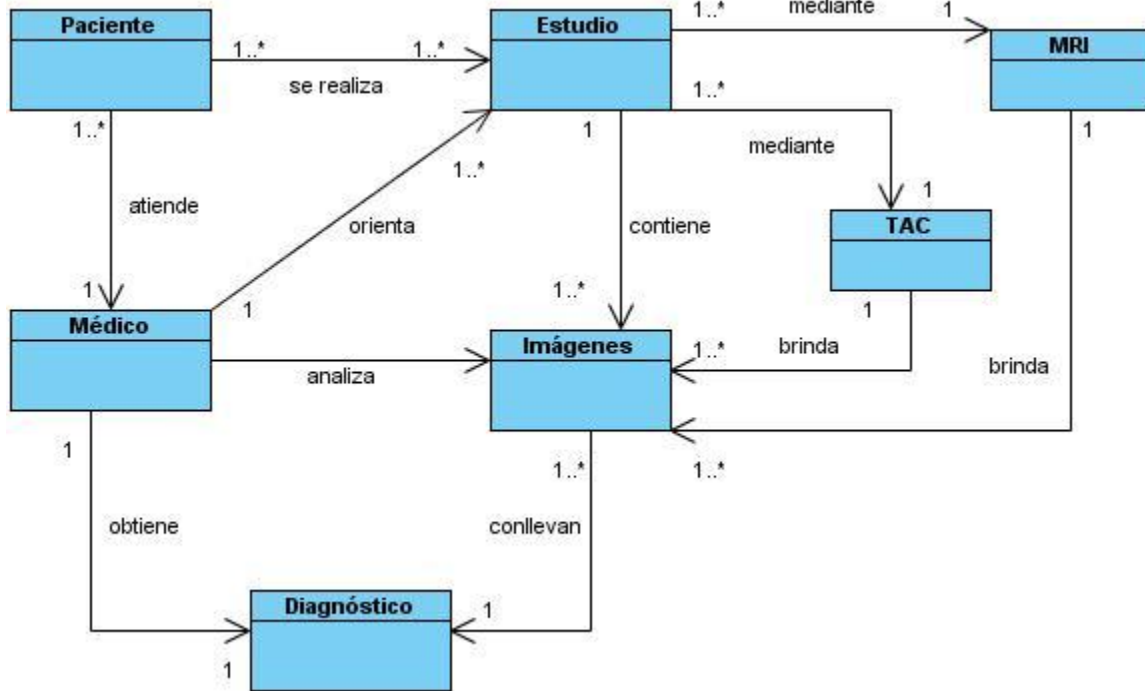 Paciente
Estudio
1..*
mediante
1
MRI
1..*
1..*
se realiza
1..*
1
1..*
1
mediante
1..*
atiende
orienta
contiene
1
TAC
1
1
1..*
1
Médico
Imágenes
1..*
brinda
brinda
analiza
1
1..*
1..*
obtiene
conllevan
Diagnóstico
1
1